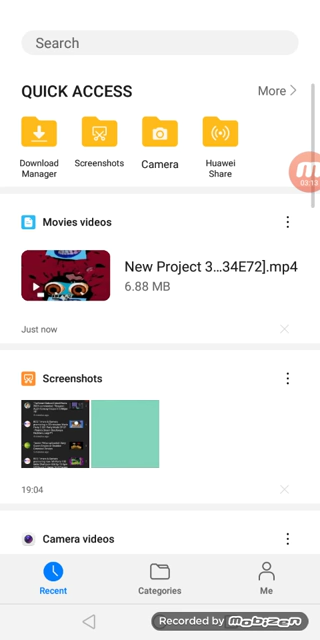 Search
QUICK ACCESS
More
Download Manager
Screenshots
Camera
Huawei Share
03:13
Movies videos
New Project 3...34E72].mp4
6.88 MB
Just now
Screenshots
19:04
Camera videos
Recent
Categories
Me
Recorded by mobizen